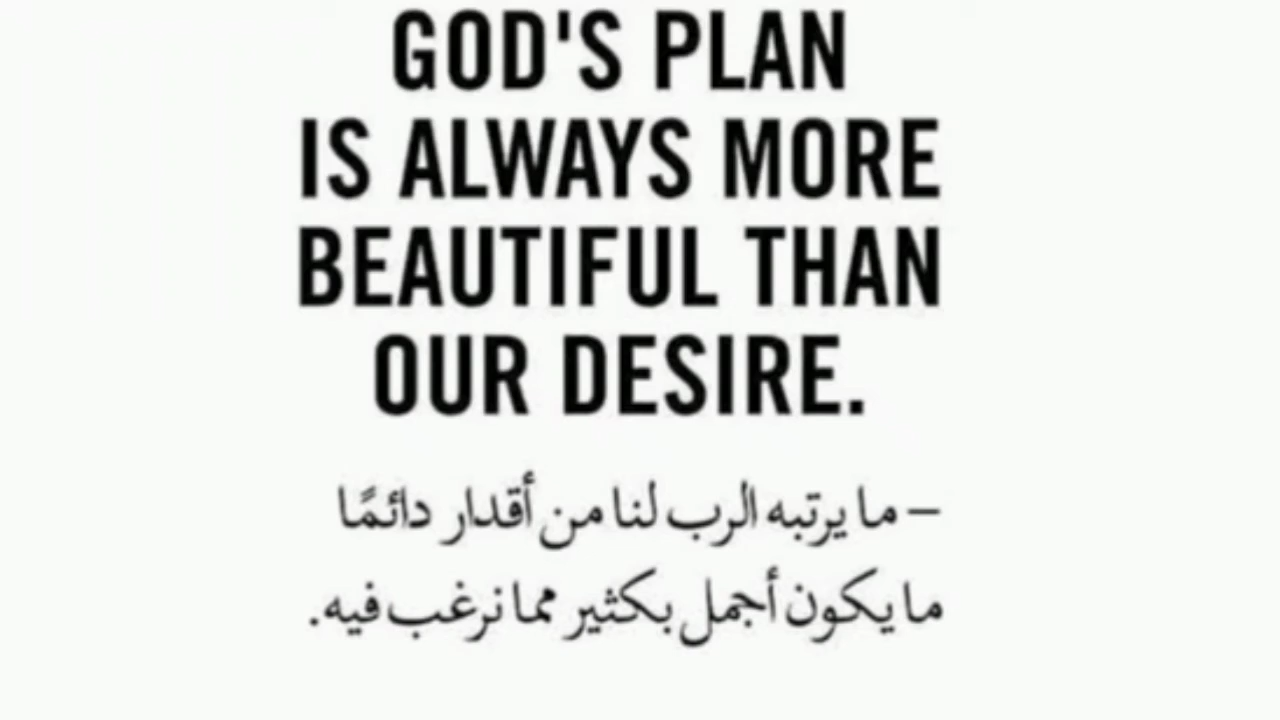 GOD'S PLAN
IS ALWAYS MORE
BEAUTIFUL THAN
OUR DESIRE.
– ما يرتبه الرب لنا من أقدار دائمًا
ما يكون أجمل بكثير مما نرغب فيه.